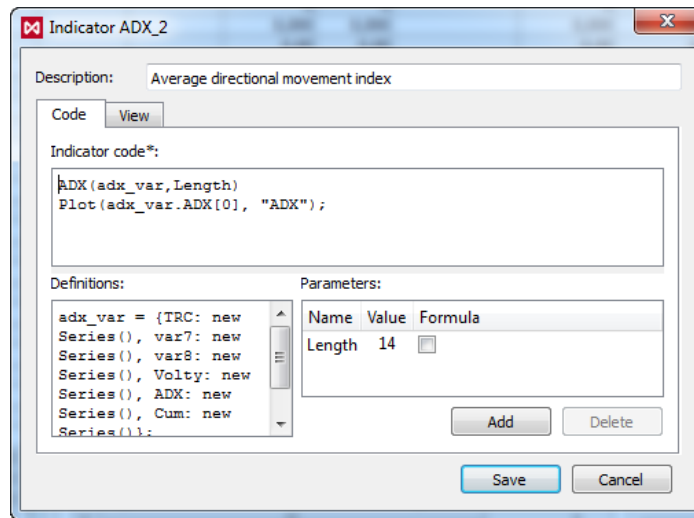 Indicator ADX_2
Description: Average directional movement index
Code View
Indicator code*:
ADX(adx_var,Length)
Plot(adx_var.ADX[0], "ADX");
Definitions:
adx_var = {TRC: new
Series(), var7: new
Series(), var8: new
Series(), Volty: new
Series(), ADX: new
Series(), Cum: new
Series()};
Parameters:
Name Value Formula
Length 14
Add Delete
Save Cancel